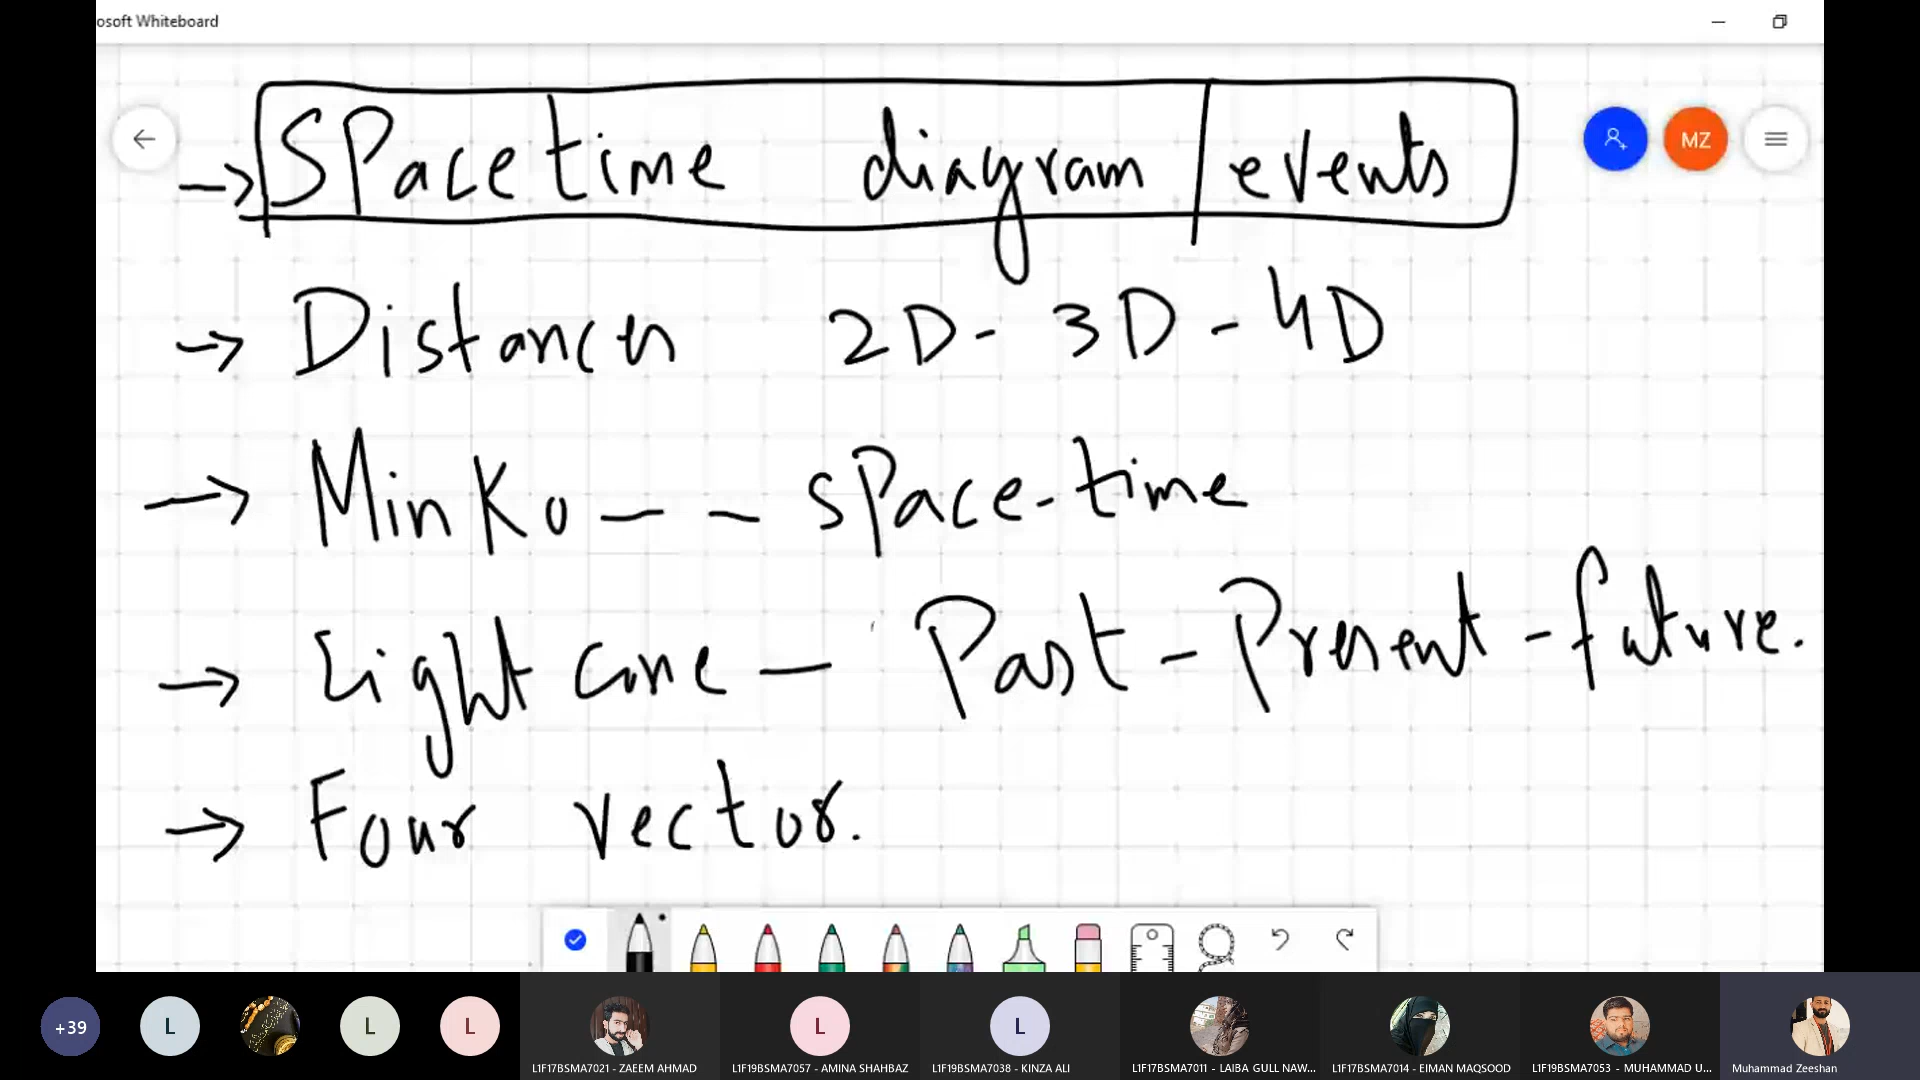 osoft Whiteboard
→ SPacetime diagram | events
MZ
→ Distances 2D - 3D - 4D
→ MinKo - - sPace-time
→ Light cone - Past - Present - future.
→ Four vector.
+39
L
L
L
L1F17BSMA7021 - ZAEEM AHMAD
L
L1F19BSMA7057 - AMINA SHAHBAZ
L
L1F19BSMA7038 - KINZA ALI
L1F17BSMA7011 - LAIBA GULL NAW...
L1F17BSMA7014 - EIMAN MAQSOOD
L1F19BSMA7053 - MUHAMMAD U...
Muhammad Zeeshan